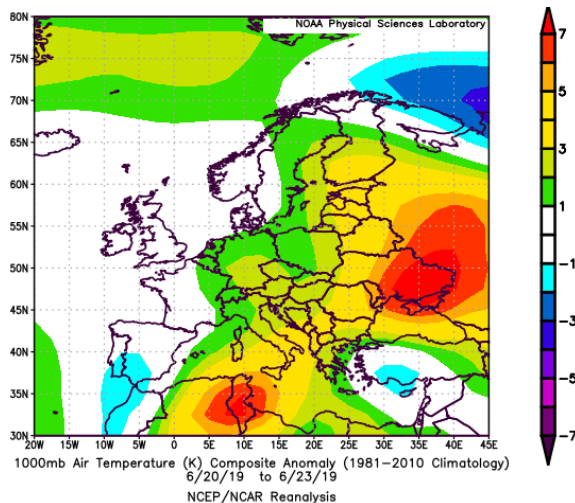 NOAA Physical Sciences Laboratory
80N
75N
70N
65N
60N
55N
50N
45N
40N
35N
30N
20W 15W 10W 5W 0 5E 10E 15E 20E 25E 30E 35E 40E 45E
7
5
3
1
-1
-3
-5
-7
1000mb Air Temperature (K) Composite Anomaly (1981-2010 Climatology)
6/20/19 to 6/23/19
NCEP/NCAR Reanalysis